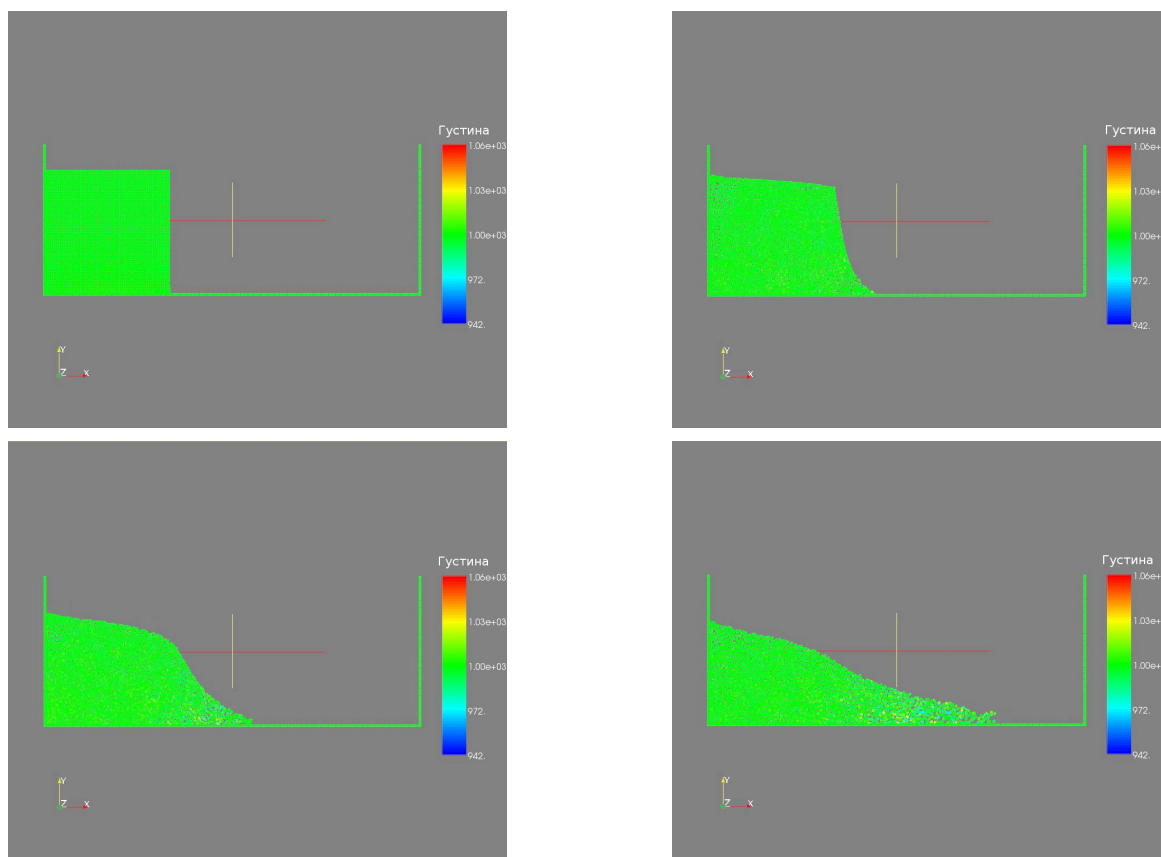 Густина
1.06e+03
1.03e+03
1.00e+03
972.
942.
Y
Z X
Густина
1.06e+
1.03e+
1.00e+
972.
942.
Y
Z X
Густина
1.06e+03
1.03e+03
1.00e+03
972.
942.
Y
Z X
Густина
1.06e+
1.03e+
1.00e+
972.
942.
Y
Z X